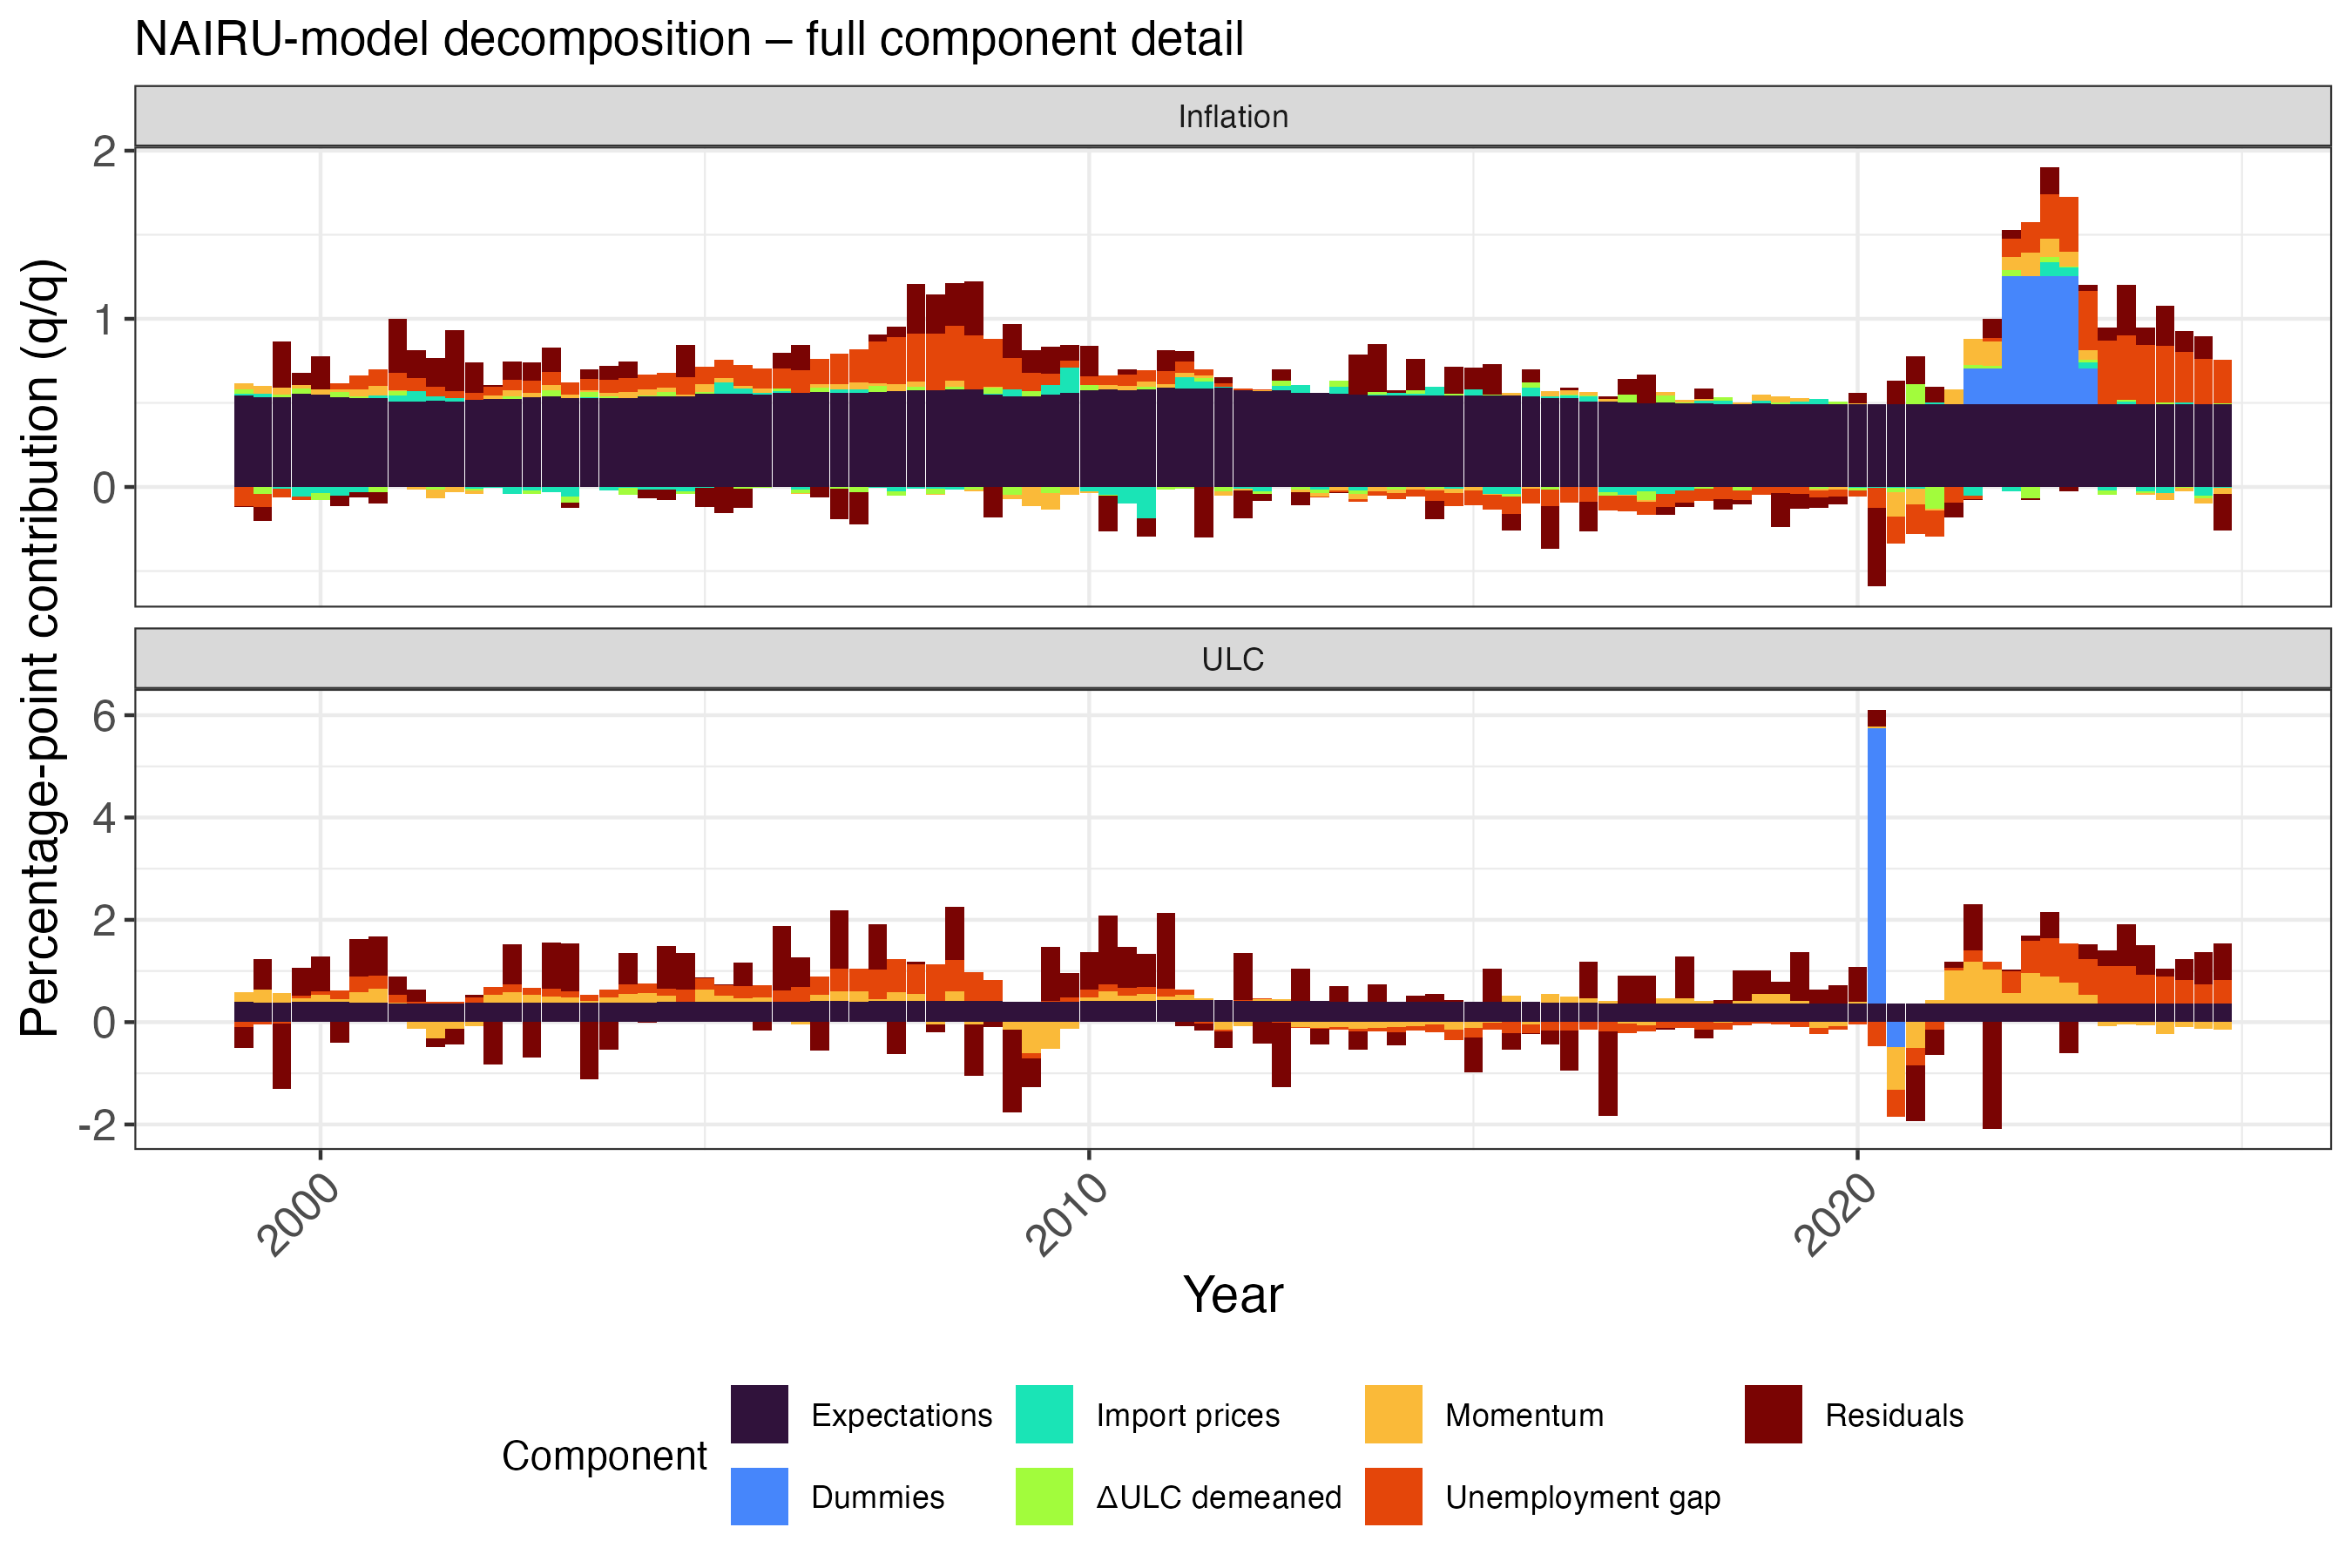 NAIRU-model decomposition – full component detail
Percentage-point contribution (q/q)
Inflation
2
1
0
ULC
6
4
2
0
-2
2000
2010
2020
Year
Component
Expectations
Import prices
Momentum
Residuals
Dummies
ΔULC demeaned
Unemployment gap